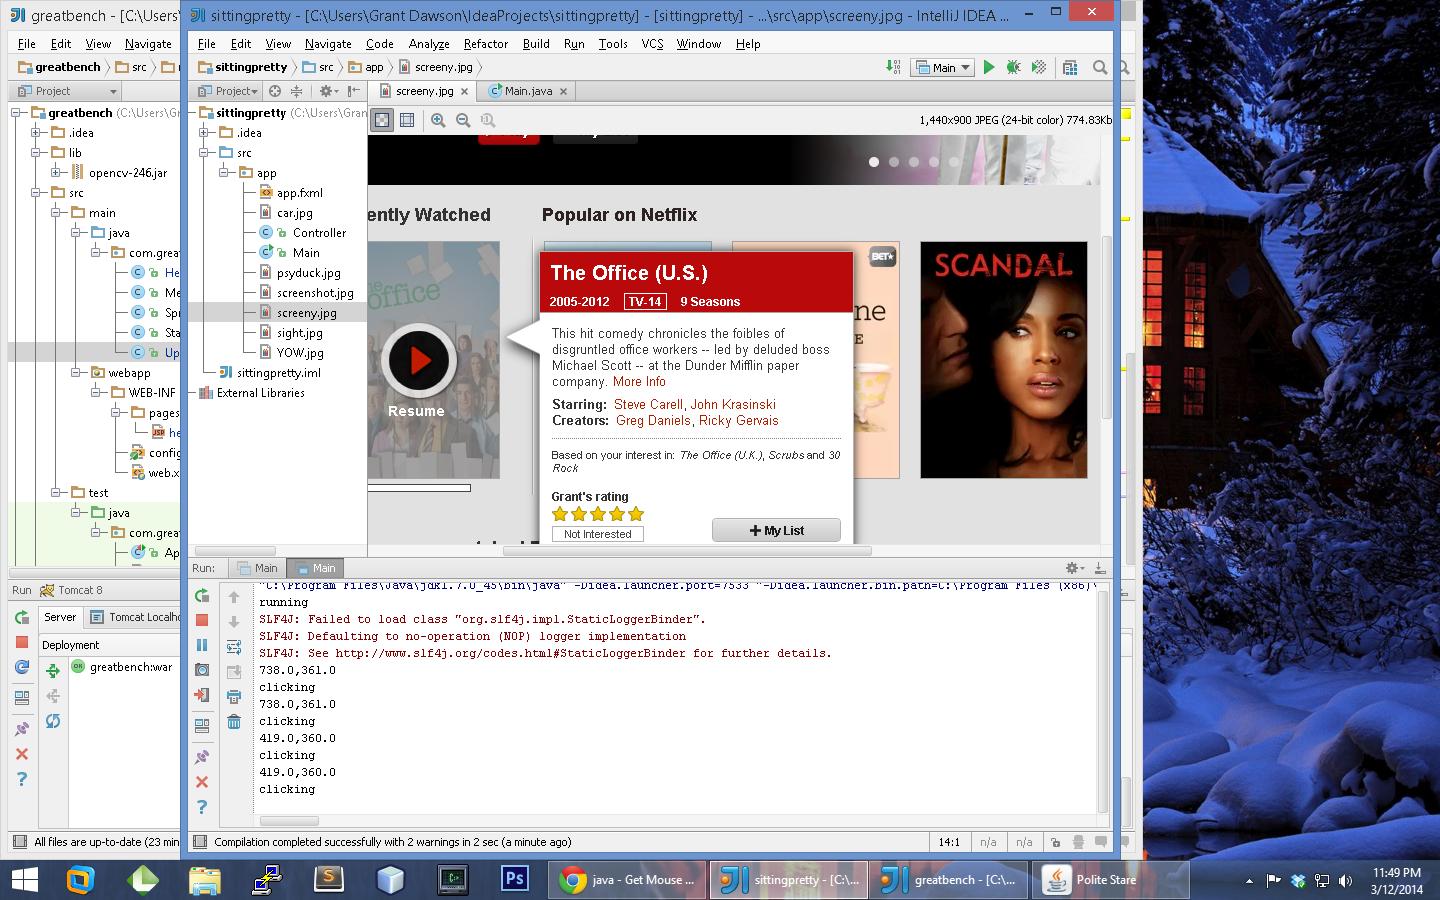 greatbench - [C:\Users\
sittingpretty - [C:\Users\Grant Dawson\IdeaProjects\sittingpretty] - [sittingpretty] - ...\src\app\screeny.jpg - IntelliJ IDEA ...
File Edit View Navigate
File Edit View Navigate Code Analyze Refactor Build Run Tools VCS Window Help
greatbench src
sittingpretty src app screeny.jpg
Main
Project
Project
screeny.jpg
Main.java
1,440x900 JPEG (24-bit color) 774.83Kb
greatbench (C:\Users\Gr
.idea
lib
opencv-246.jar
src
main
java
com.grea
He
Me
Spr
Sta
Up
webapp
WEB-INF
pages
he
config
web.x
test
java
com.grea
Ap
sittingpretty (C:\Users\Gran
.idea
src
app
app.fxml
car.jpg
Controller
Main
psyduck.jpg
screenshot.jpg
screeny.jpg
sight.jpg
YOW.jpg
sittingpretty.iml
External Libraries
ently Watched
Popular on Netflix
office
Resume
The Office (U.S.)
2005-2012 TV-14 9 Seasons
This hit comedy chronicles the foibles of
disgruntled office workers -- led by deluded boss
Michael Scott -- at the Dunder Mifflin paper
company. More Info
Starring: Steve Carell, John Krasinski
Creators: Greg Daniels, Ricky Gervais
Based on your interest in: The Office (U.K.), Scrubs and 30
Rock
Grant's rating
Not Interested
+ My List
BET
ne
E
SCANDAL
Run: Main Main
"C:\Program Files\Java\jdk1.7.0_45\bin\java" -Didea.launcher.port=7533 "-Didea.launcher.bin.path=C:\Program Files (x86)\
running
SLF4J: Failed to load class "org.slf4j.impl.StaticLoggerBinder".
SLF4J: Defaulting to no-operation (NOP) logger implementation
SLF4J: See http://www.slf4j.org/codes.html#StaticLoggerBinder for further details.
738.0,361.0
clicking
738.0,361.0
clicking
419.0,360.0
clicking
419.0,360.0
clicking
Run Tomcat 8
Server Tomcat Localho
Deployment
greatbench:war
All files are up-to-date (23 min
Compilation completed successfully with 2 warnings in 2 sec (a minute ago)
14:1 n/a n/a
Ps
java - Get Mouse ...
sittingpretty - [C:\...
greatbench - [C:\...
Polite Stare
11:49 PM
3/12/2014